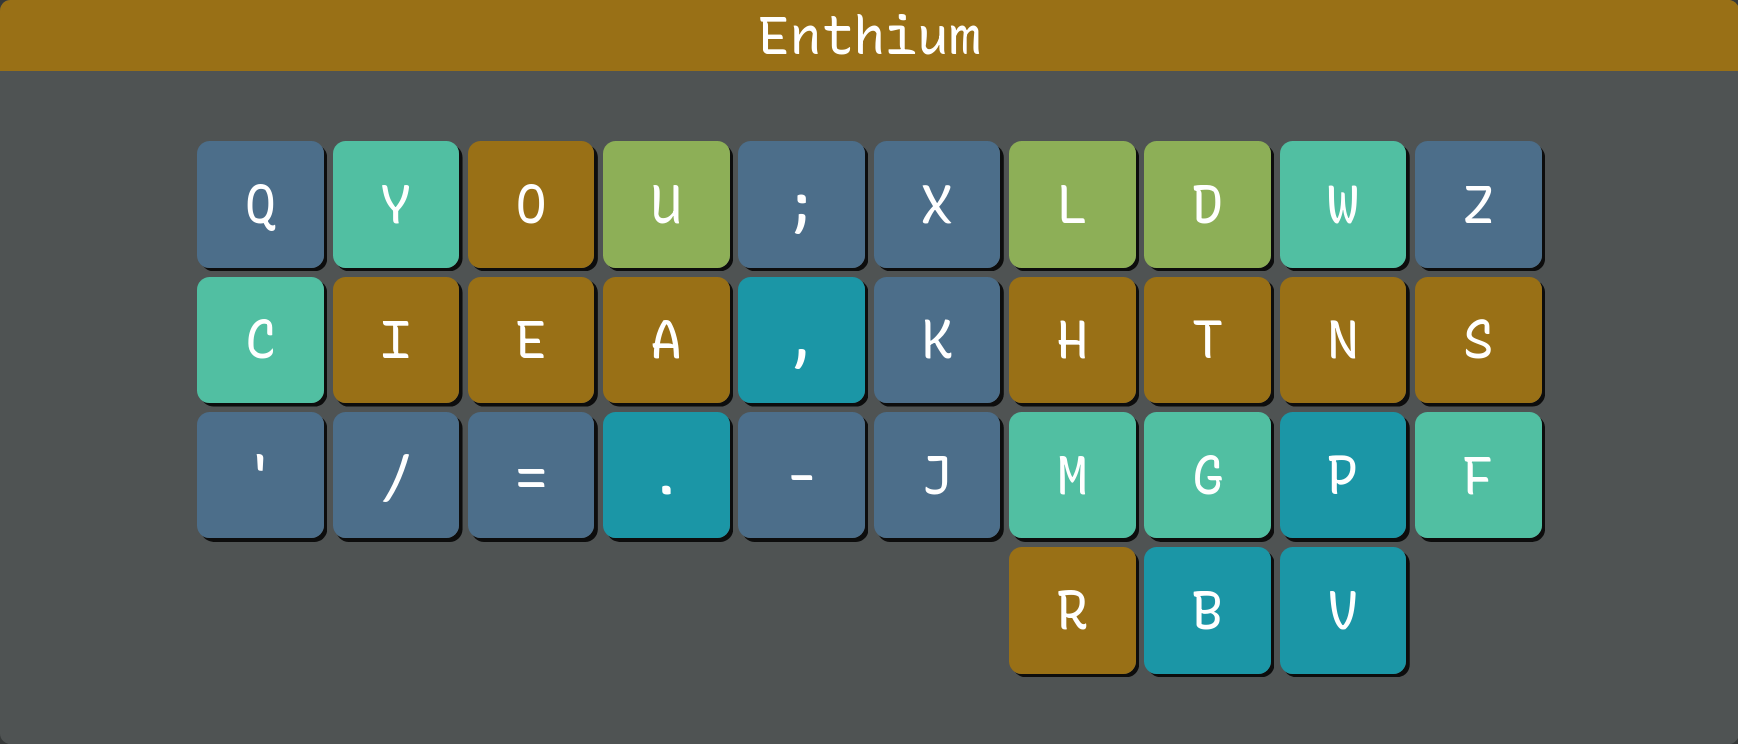 Enthium
Q Y O U ; X L D W Z
C I E A , K H T N S
' / = . - J M G P F
R B V